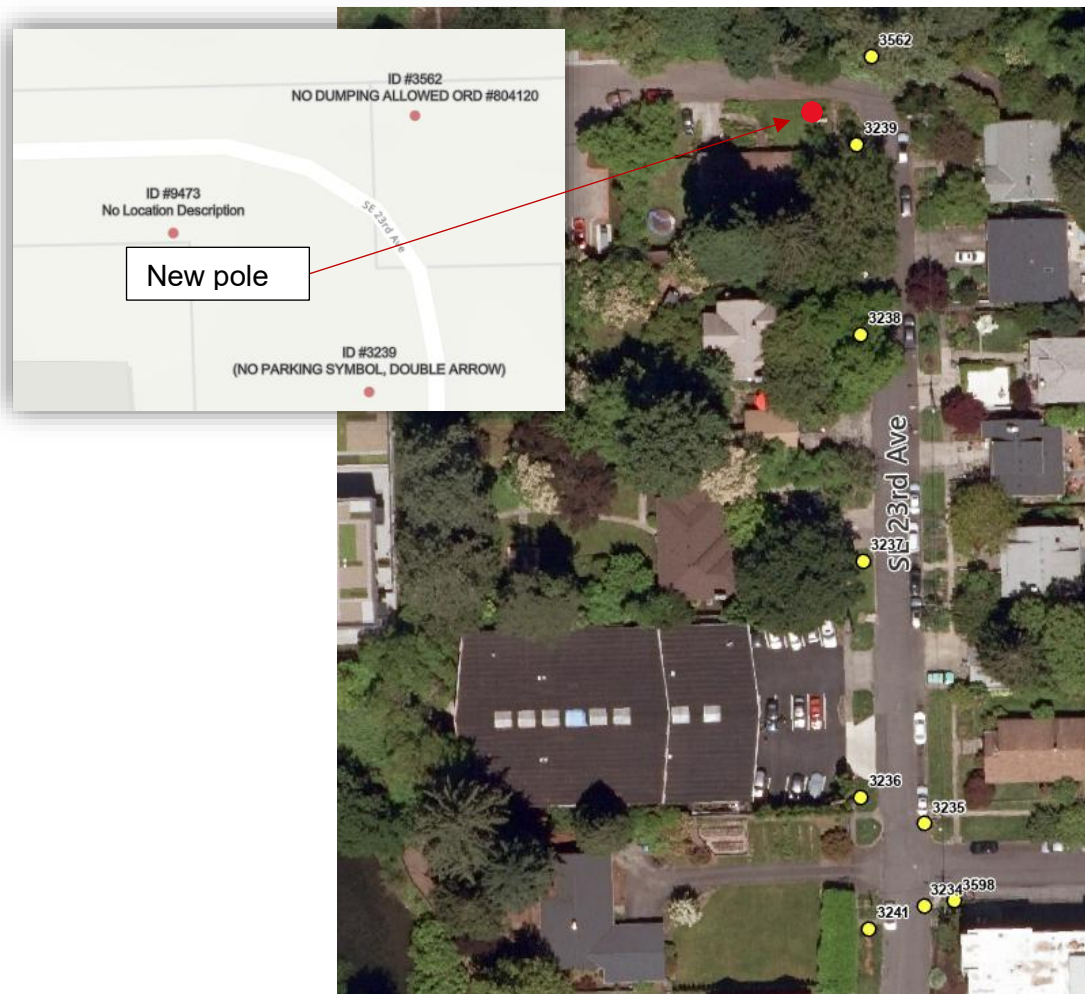 ID #3562
NO DUMPING ALLOWED ORD #804120
ID #9473
No Location Description
SE 23rd Ave
New pole
ID #3239
(NO PARKING SYMBOL, DOUBLE ARROW)
3562
3239
3238
SE 23rd Ave
3237
3236
3235
3234
3598
3241